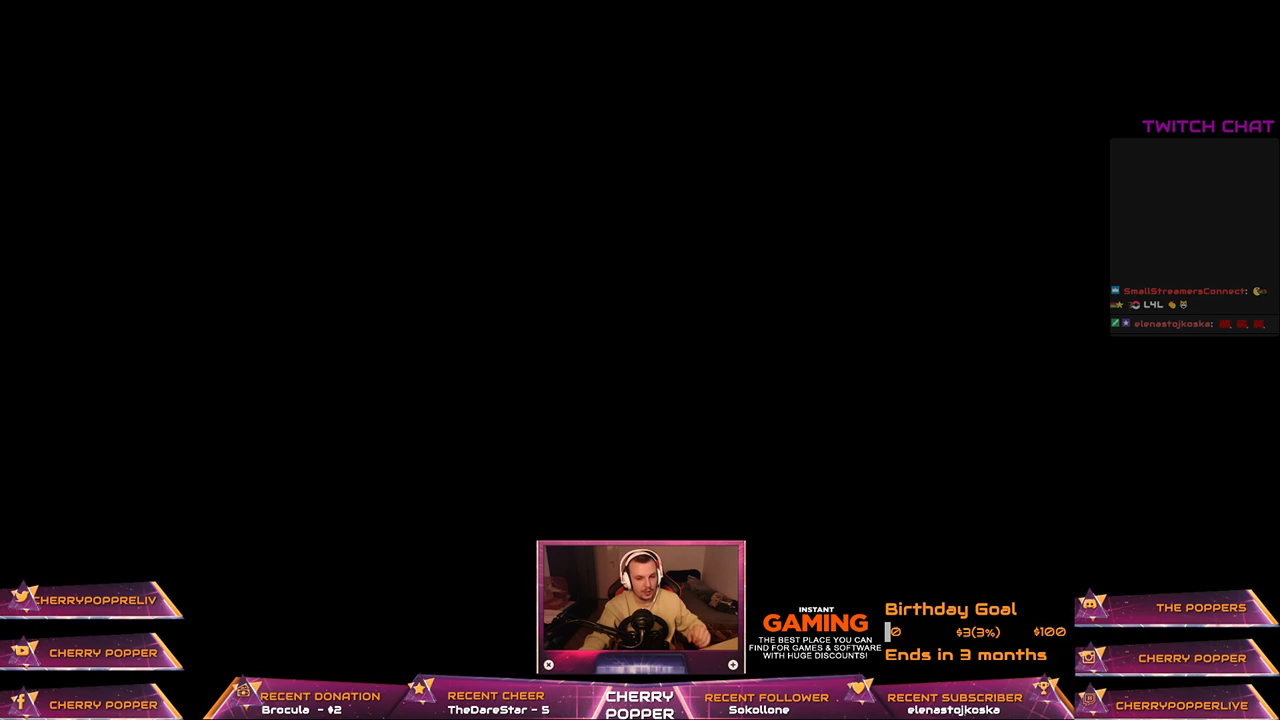 TWITCH CHAT
SmallStreamersConnect:
L4L
elenastojkoska:
CHERRYPOPPRELIV
CHERRY POPPER
CHERRY POPPER
INSTANT
GAMING
THE BEST PLACE YOU CAN
FIND FOR GAMES & SOFTWARE
WITH HUGE DISCOUNTS!
Birthday Goal
0 $3(3%) $100
Ends in 3 months
THE POPPERS
CHERRY POPPER
CHERRYPOPPERLIVE
RECENT DONATION
Brocula - $2
RECENT CHEER
TheDareStar - 5
CHERRY
POPPER
RECENT FOLLOWER
Sokollone
RECENT SUBSCRIBER
elenastojkoska